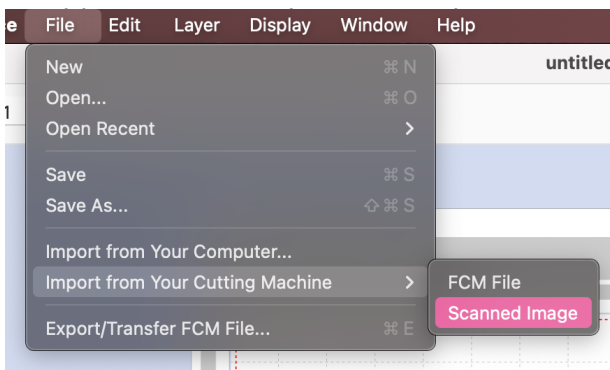 e File Edit Layer Display Window Help
untitled
1
New ⌘ N
Open... ⌘ O
Open Recent >
Save ⌘ S
Save As... ⇧ ⌘ S
Import from Your Computer...
Import from Your Cutting Machine >
FCM File
Scanned Image
Export/Transfer FCM File... ⌘ E